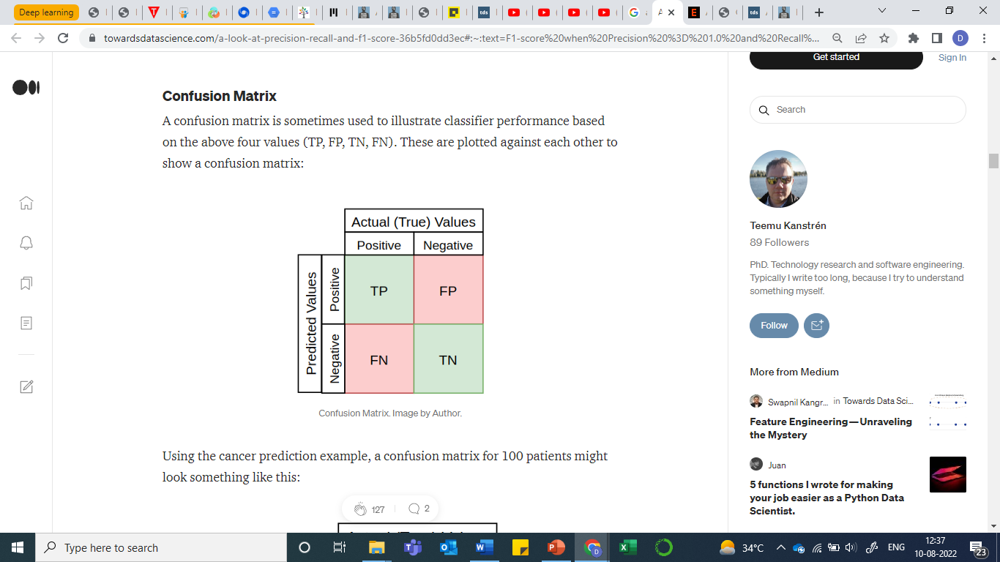 Deep learning
towardsdatascience.com/a-look-at-precision-recall-and-f1-score-36b5fd0dd3ec#:~:text=F1-score%20when%20Precision%20%3D%201.0%20and%20Recall%...
D
Get started
Sign In
Search
Confusion Matrix
A confusion matrix is sometimes used to illustrate classifier performance based
on the above four values (TP, FP, TN, FN). These are plotted against each other to
show a confusion matrix:
Actual (True) Values
Positive
Negative
Predicted Values
Positive
TP
FP
Negative
FN
TN
Confusion Matrix. Image by Author.
Using the cancer prediction example, a confusion matrix for 100 patients might
look something like this:
127
2
Teemu Kanstrén
89 Followers
PhD. Technology research and software engineering.
Typically I write too long, because I try to understand
something myself.
Follow
More from Medium
Swapnil Kangr... in Towards Data Sci...
Feature Engineering — Unraveling
the Mystery
Juan
5 functions I wrote for making
your job easier as a Python Data
Scientist.
Type here to search
34°C
ENG
12:37
10-08-2022
23